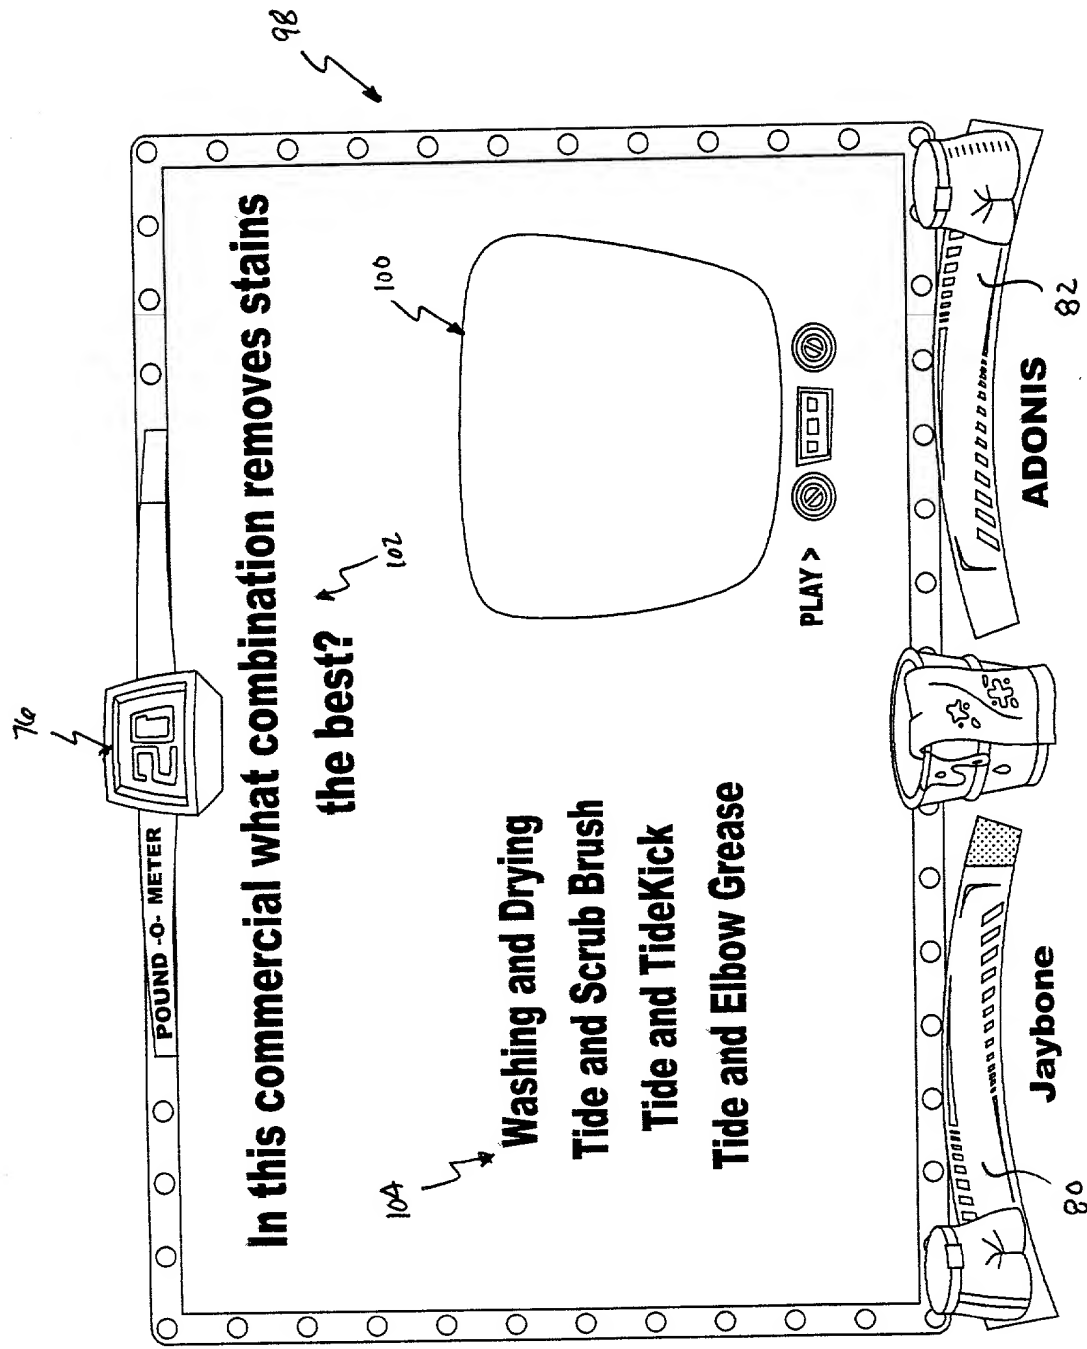 98
76
POUND -O- METER
20
In this commercial what combination removes stains
the best?
102
104
Washing and Drying
Tide and Scrub Brush
Tide and TideKick
Tide and Elbow Grease
106
PLAY >
80
Jaybone
82
ADONIS